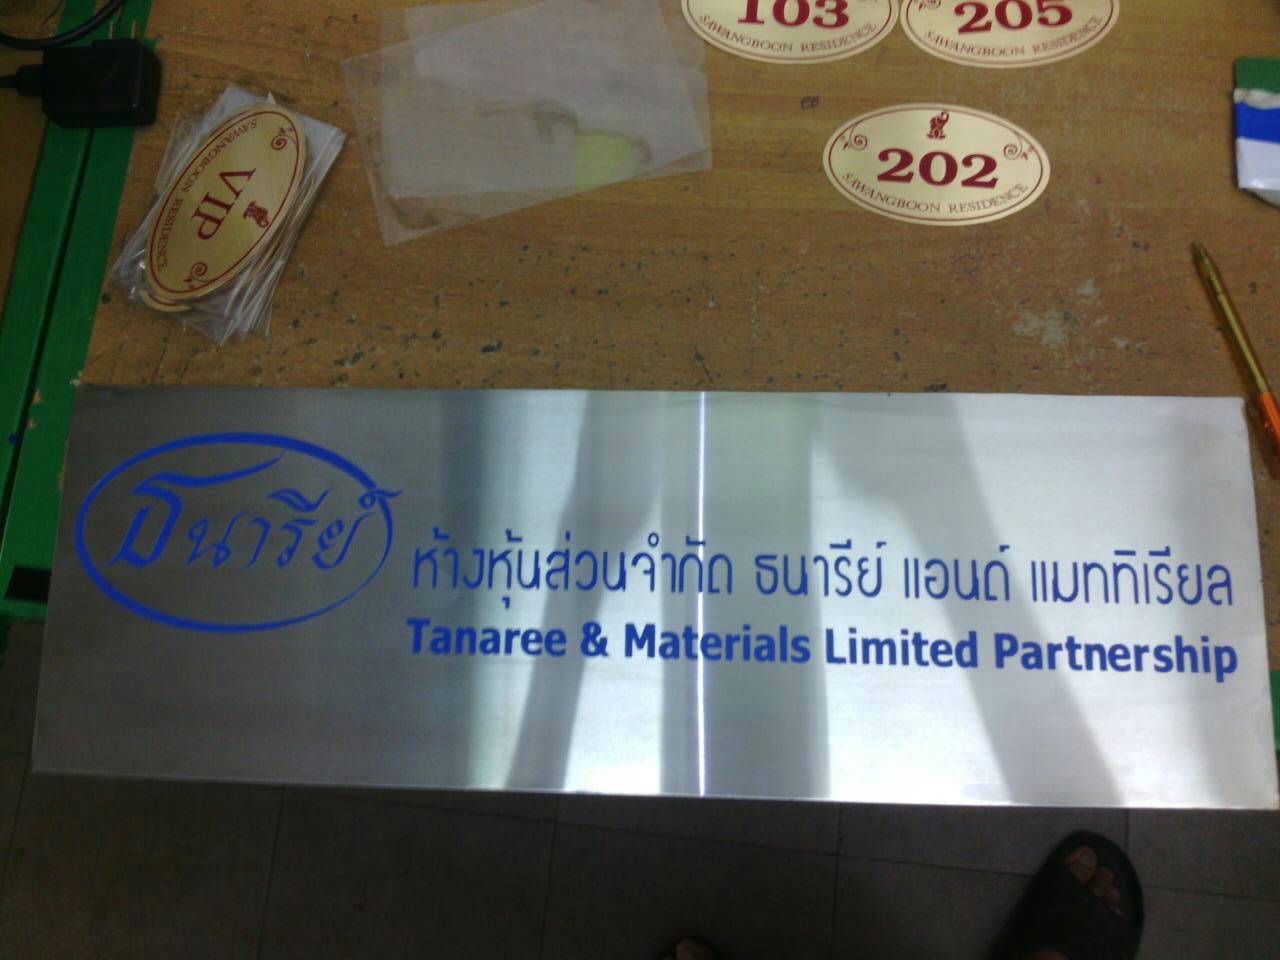 103
SAWANGBOON RESIDENCE
205
SAWANGBOON RESIDENCE
202
SAWANGBOON RESIDENCE
VIP
SAWANGBOON RESIDENCE
ธนารีย์
ห้างหุ้นส่วนจำกัด ธนารีย์ แอนด์ แมททิเรียล
Tanaree & Materials Limited Partnership